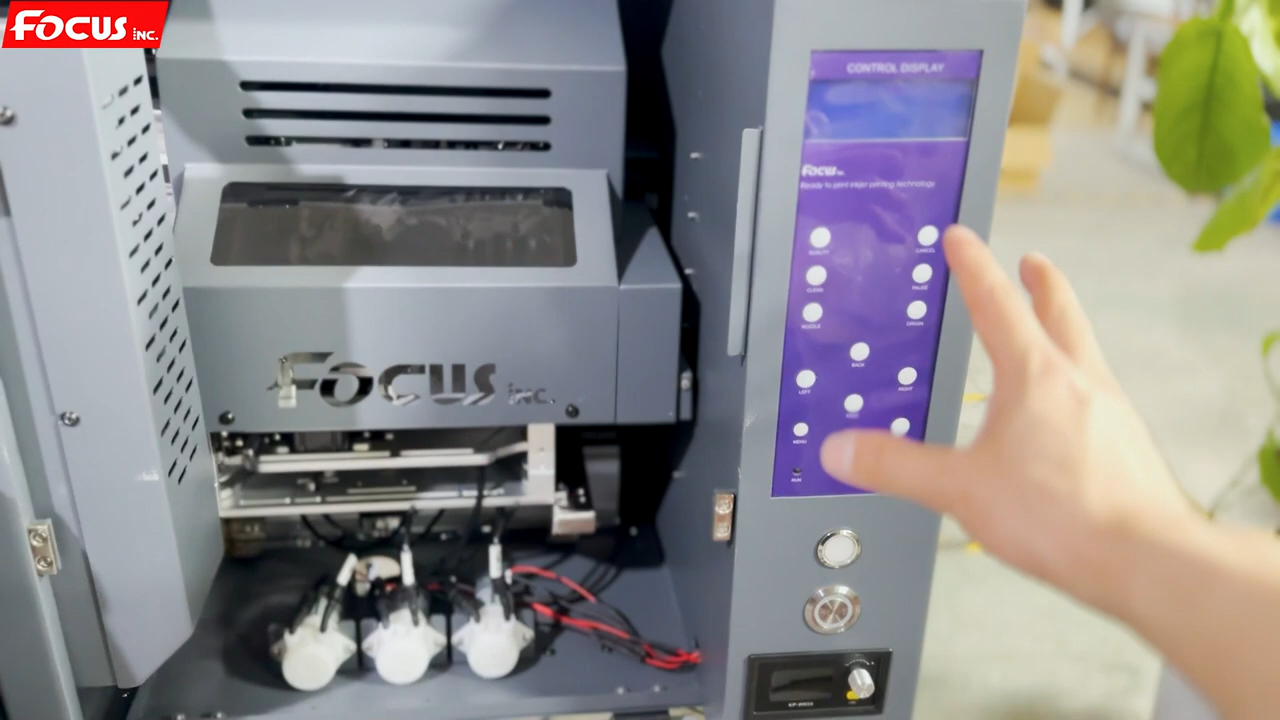 FOCUS INC.
CONTROL DISPLAY
FOCUS INC.
Ready to print inkjet printing technology
QUALITY
CANCEL
CLEAN
PAUSE
NOZZLE
ORIGIN
BACK
LEFT
RIGHT
MENU
RUN
FOCUS INC.